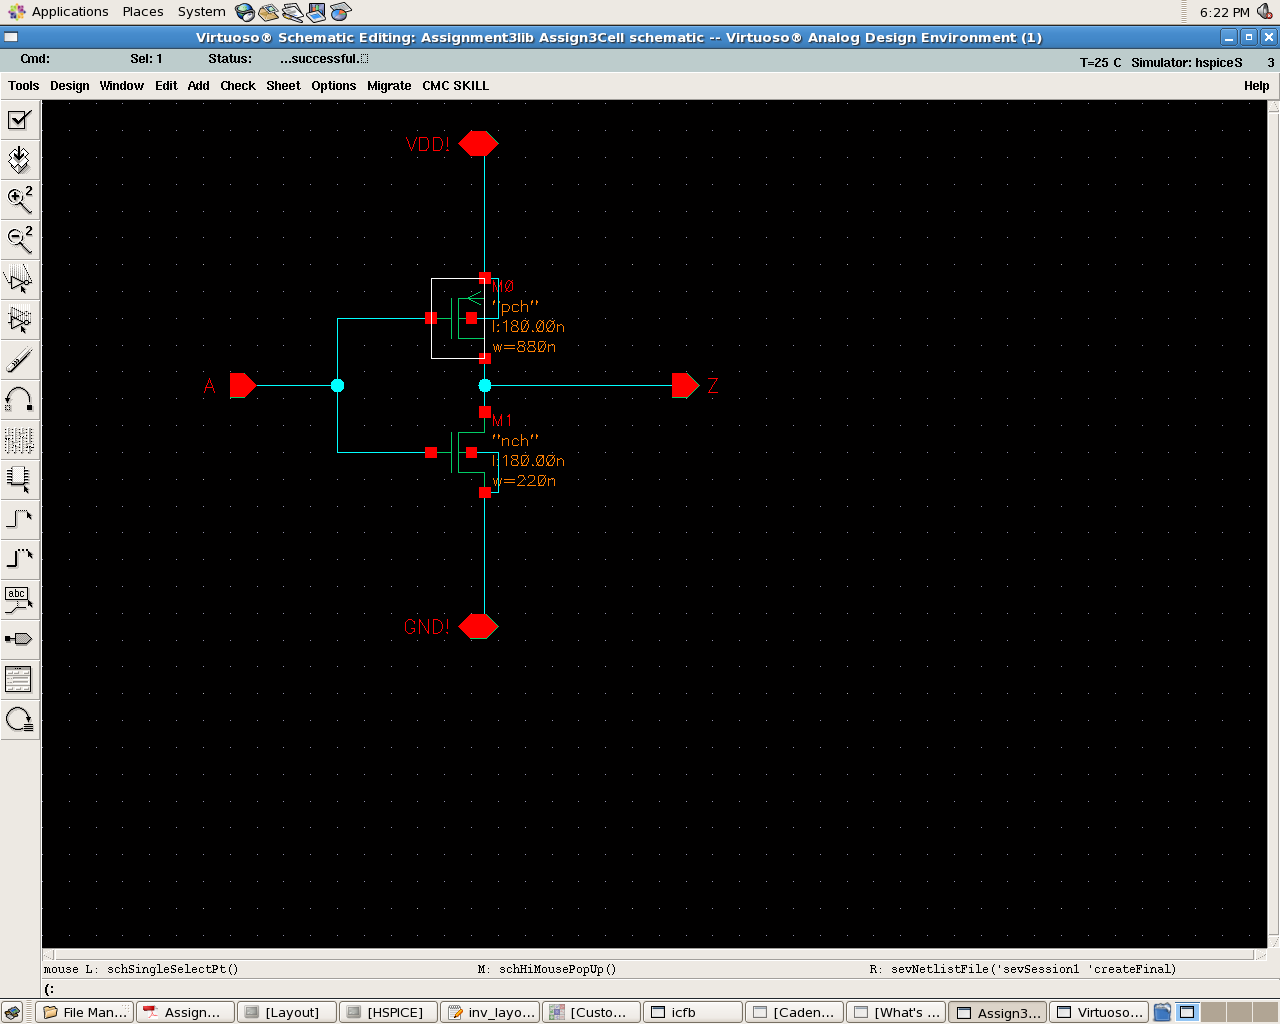 Applications Places System 6:22 PM
Virtuoso® Schematic Editing: Assignment3lib Assign3Cell schematic -- Virtuoso® Analog Design Environment (1)
Cmd: Sel: 1 Status: ...successful. T=25 C Simulator: hspiceS 3
Tools Design Window Edit Add Check Sheet Options Migrate CMC SKILL Help
2
2
abc
VDD!
M0
"pch"
l:180.00n
w=880n
A
Z
M1
"nch"
l:180.00n
w=220n
GND!
mouse L: schSingleSelectPt() M: schHiMousePopUp() R: sevNetlistFile('sevSession1 'createFinal)
(:
File Man... Assign... [Layout] [HSPICE] inv_layo... [Custo... icfb [Caden... [What's ... Assign3... Virtuoso...